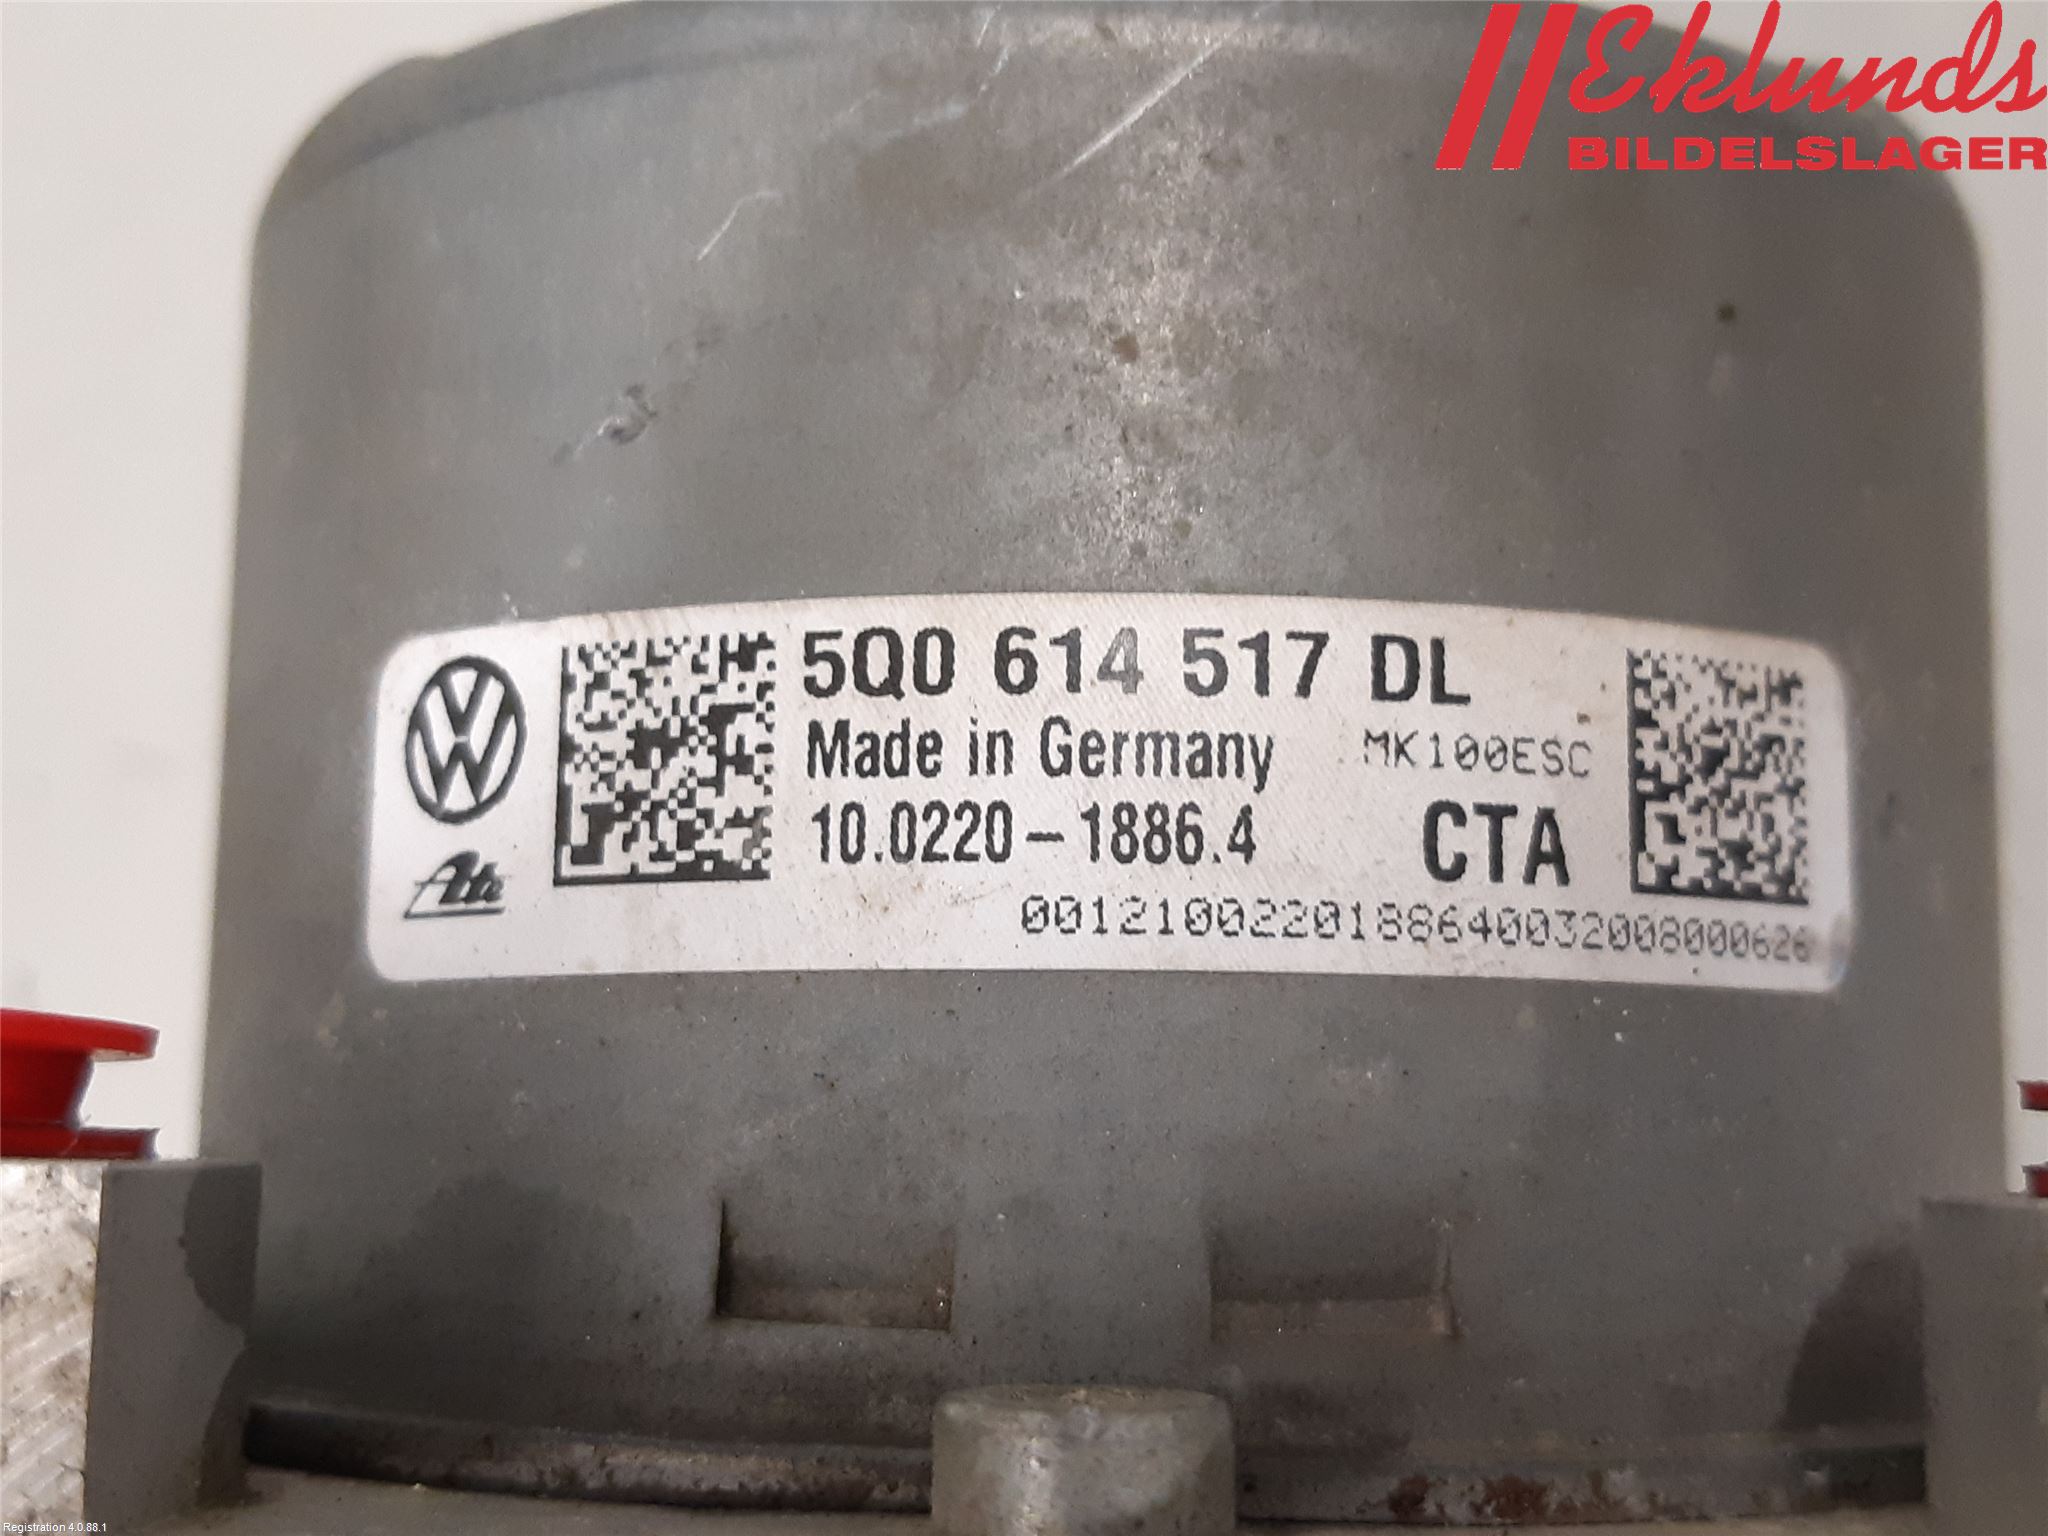 Eklunds
BILDELSLAGER
5Q0 614 517 DL
Made in Germany MK100ESC
10.0220-1886.4 CTA
Ate
0012100220188640032008000626
Registration 4.0.88.1